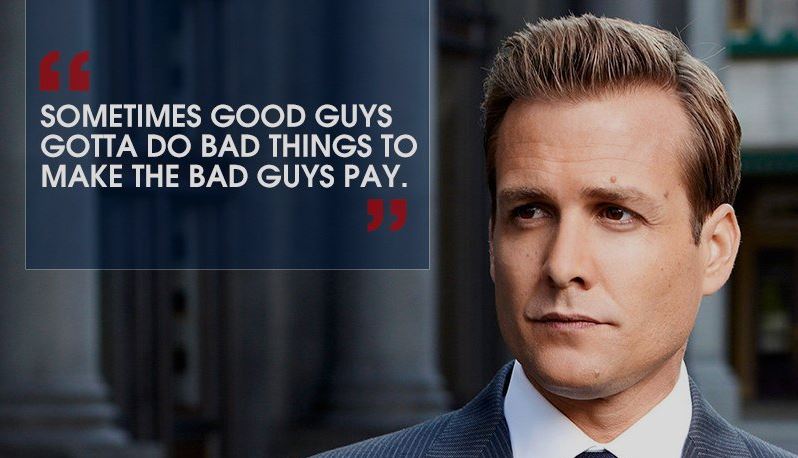 “
SOMETIMES GOOD GUYS
GOTTA DO BAD THINGS TO
MAKE THE BAD GUYS PAY.
”